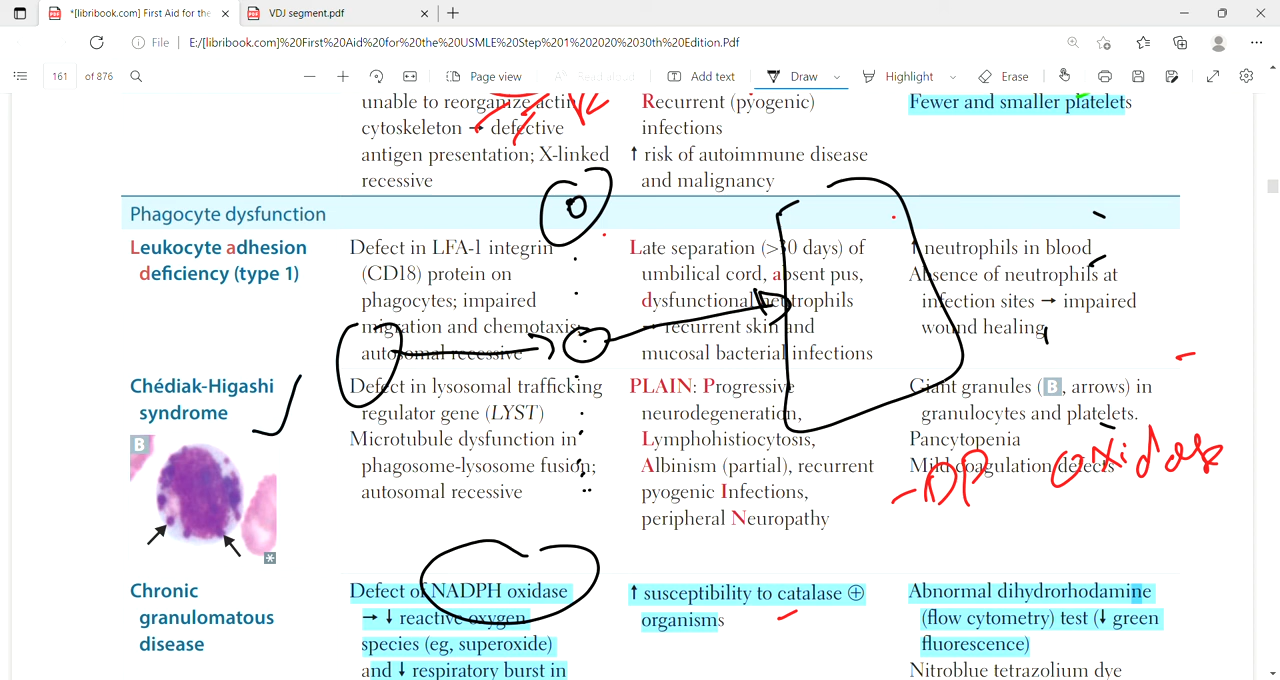 *[libribook.com] First Aid for the
VDJ segment.pdf
File E:/[libribook.com]%20First%20Aid%20for%20the%20USMLE%20Step%201%202020%2030th%20Edition.Pdf
161 of 876 Page view Read aloud Add text Draw Highlight Erase
unable to reorganize actin
cytoskeleton → defective
antigen presentation; X-linked
recessive
Recurrent (pyogenic)
infections
↑ risk of autoimmune disease
and malignancy
Fewer and smaller platelets
Phagocyte dysfunction
Leukocyte adhesion
deficiency (type 1)
Defect in LFA-1 integrin
(CD18) protein on
phagocytes; impaired
migration and chemotaxis;
autosomal recessive
Late separation (>30 days) of
umbilical cord, absent pus,
dysfunctional neutrophils
→ recurrent skin and
mucosal bacterial infections
↑ neutrophils in blood
Absence of neutrophils at
infection sites → impaired
wound healing
Chédiak-Higashi
syndrome
B
Defect in lysosomal trafficking
regulator gene (LYST)
Microtubule dysfunction in
phagosome-lysosome fusion;
autosomal recessive
PLAIN: Progressive
neurodegeneration,
Lymphohistiocytosis,
Albinism (partial), recurrent
pyogenic Infections,
peripheral Neuropathy
Giant granules (B, arrows) in
granulocytes and platelets.
Pancytopenia
Mild coagulation defects
DP oxidase
Chronic
granulomatous
disease
Defect of NADPH oxidase
→ ↓ reactive oxygen
species (eg, superoxide)
and ↓ respiratory burst in
↑ susceptibility to catalase ⊕
organisms
Abnormal dihydrorhodamine
(flow cytometry) test (↓ green
fluorescence)
Nitroblue tetrazolium dye